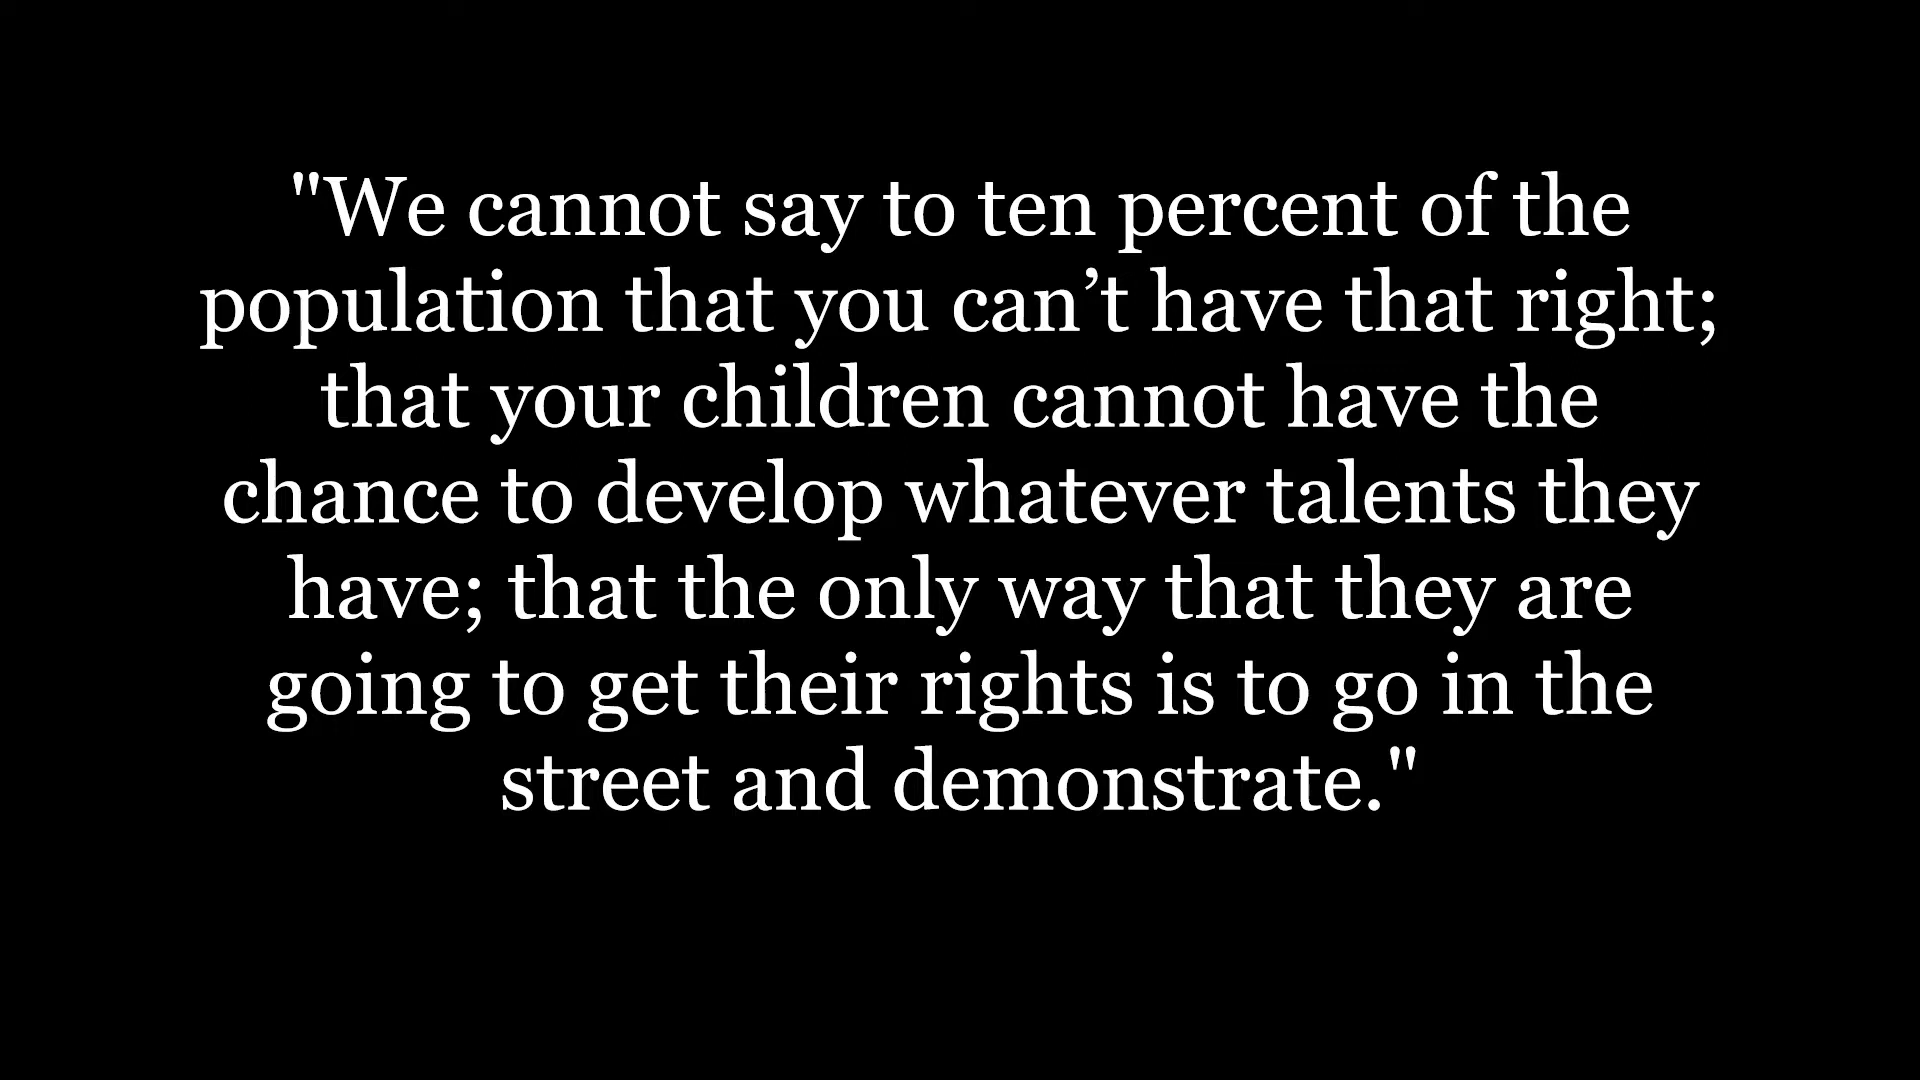 "We cannot say to ten percent of the
population that you can’t have that right;
that your children cannot have the
chance to develop whatever talents they
have; that the only way that they are
going to get their rights is to go in the
street and demonstrate."